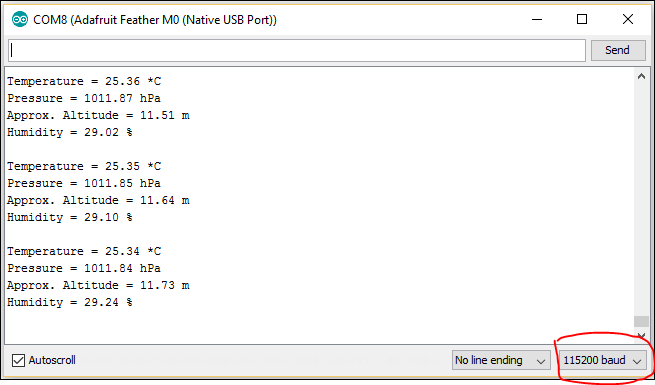 COM8 (Adafruit Feather M0 (Native USB Port))
Send
Temperature = 25.36 *C
Pressure = 1011.87 hPa
Approx. Altitude = 11.51 m
Humidity = 29.02 %
Temperature = 25.35 *C
Pressure = 1011.85 hPa
Approx. Altitude = 11.64 m
Humidity = 29.10 %
Temperature = 25.34 *C
Pressure = 1011.84 hPa
Approx. Altitude = 11.73 m
Humidity = 29.24 %
Autoscroll
No line ending
115200 baud